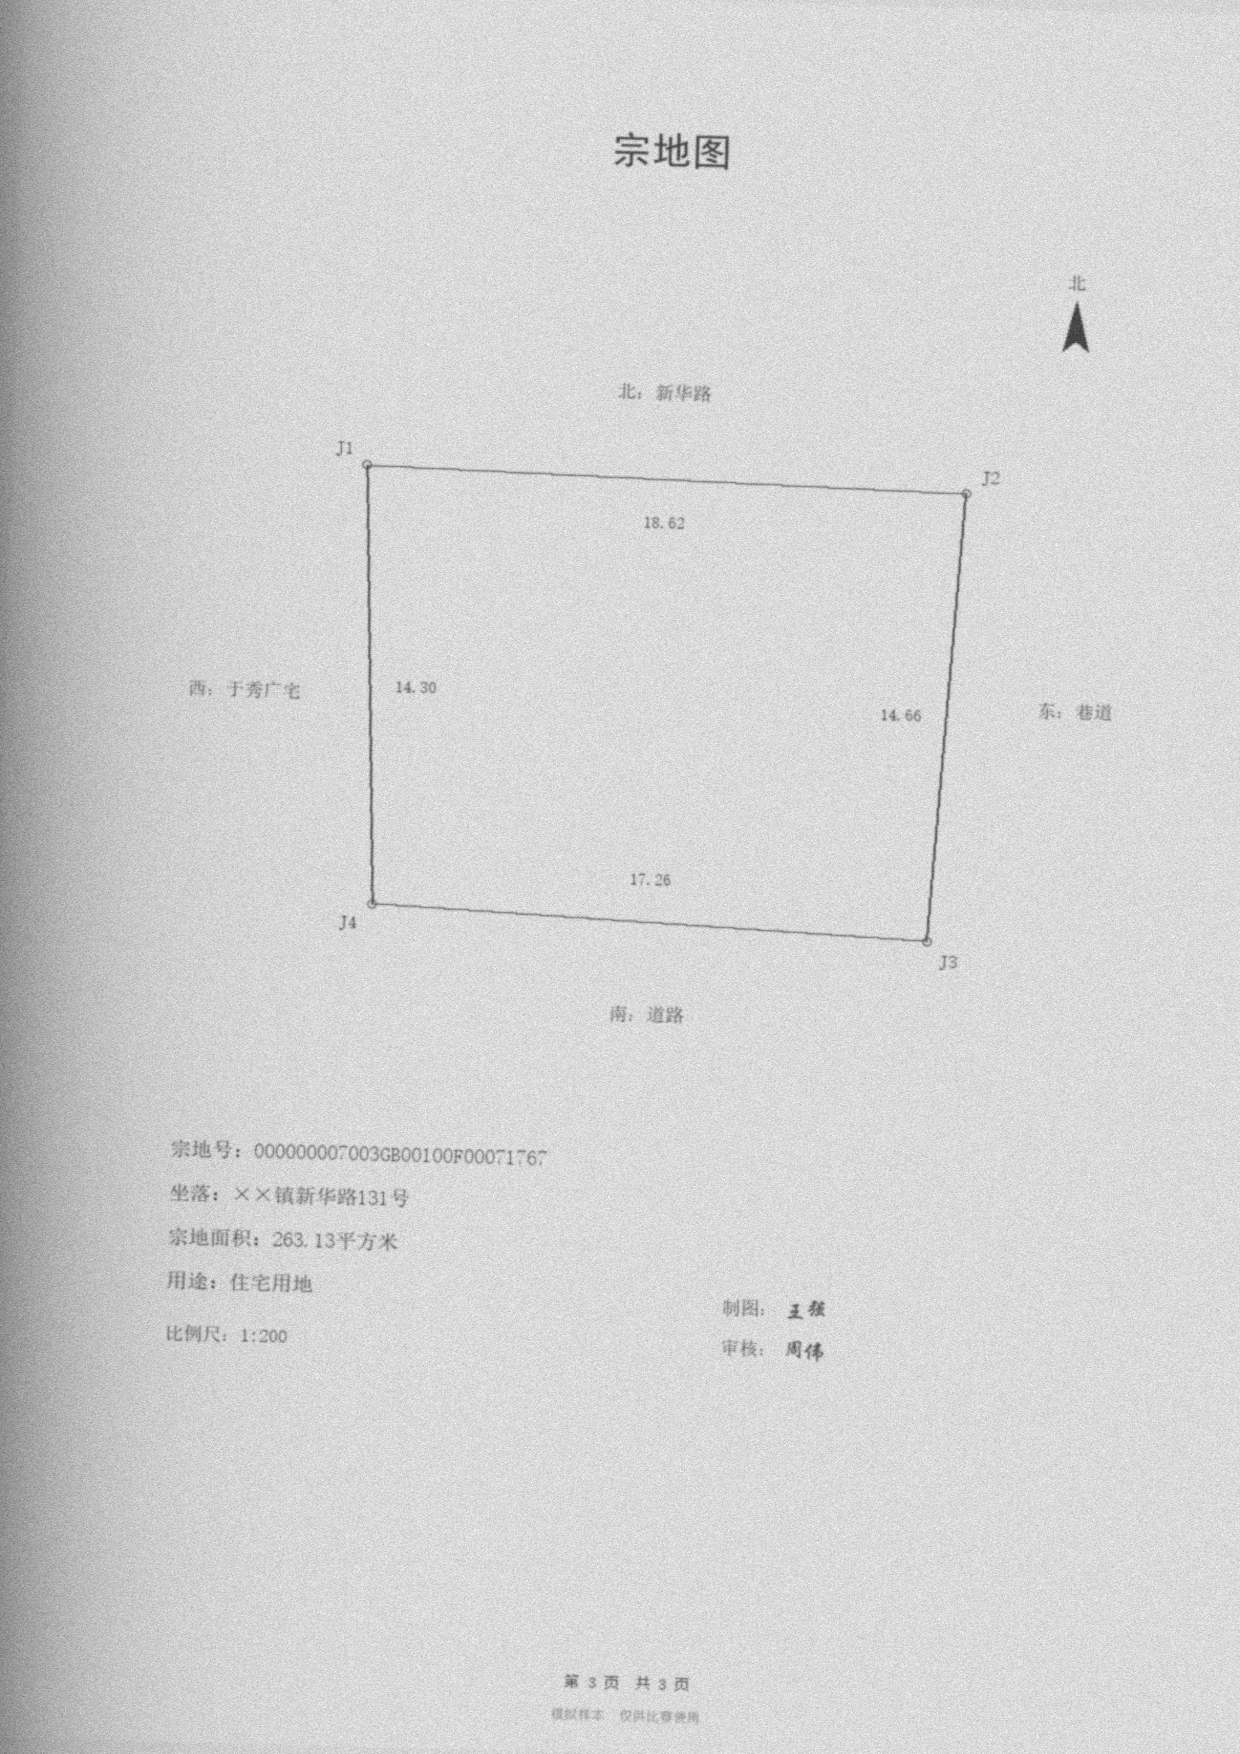 宗地图
北
北：新华路
J1
J2
18.62
西：于秀广宅
14.30
14.66
东：巷道
17.26
J4
J3
南：道路
宗地号：000000007003GB00100F00071767
坐落：××镇新华路131号
宗地面积：263.13平方米
用途：住宅用地
制图：王强
比例尺：1:200
审核：周伟
第 3 页 共 3 页
模拟样本 仅供比赛使用